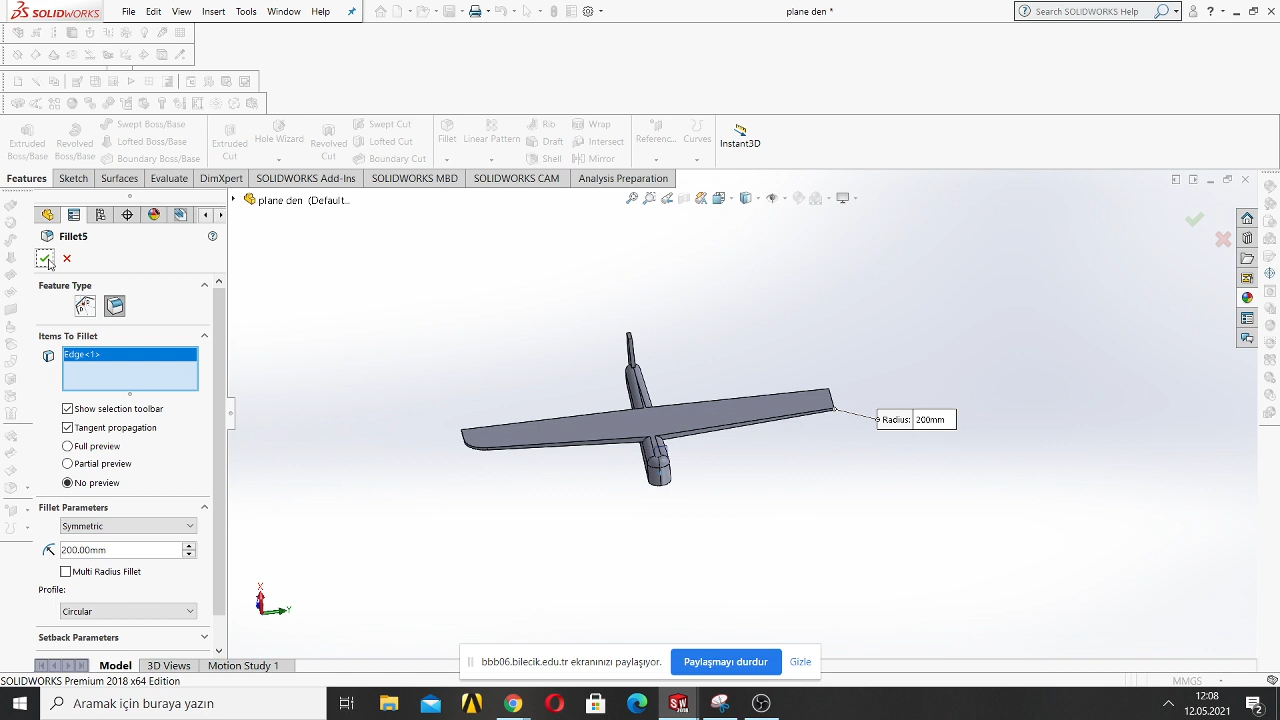 SOLIDWORKS File Edit View Insert Tools Window Help plane den * Search SOLIDWORKS Help
Extruded Boss/Base
Revolved Boss/Base
Swept Boss/Base
Lofted Boss/Base
Boundary Boss/Base
Extruded Cut
Hole Wizard
Revolved Cut
Swept Cut
Lofted Cut
Boundary Cut
Fillet
Linear Pattern
Rib
Draft
Shell
Wrap
Intersect
Mirror
Referenc...
Curves
Instant3D
Features Sketch Surfaces Evaluate DimXpert SOLIDWORKS Add-Ins SOLIDWORKS MBD SOLIDWORKS CAM Analysis Preparation
plane den (Default...
Fillet5
Feature Type
Items To Fillet
Edge<1>
Show selection toolbar
Tangent propagation
Full preview
Partial preview
No preview
Fillet Parameters
Symmetric
200.00mm
Multi Radius Fillet
Profile:
Circular
Setback Parameters
Radius: 200mm
X
Y
bbb06.bilecik.edu.tr ekranınızı paylaşıyor. Paylaşmayı durdur Gizle
Model 3D Views Motion Study 1
SOLIDWORKS Premium 2018 x64 Edition MMGS
Aramak için buraya yazın
12:08
12.05.2021
2